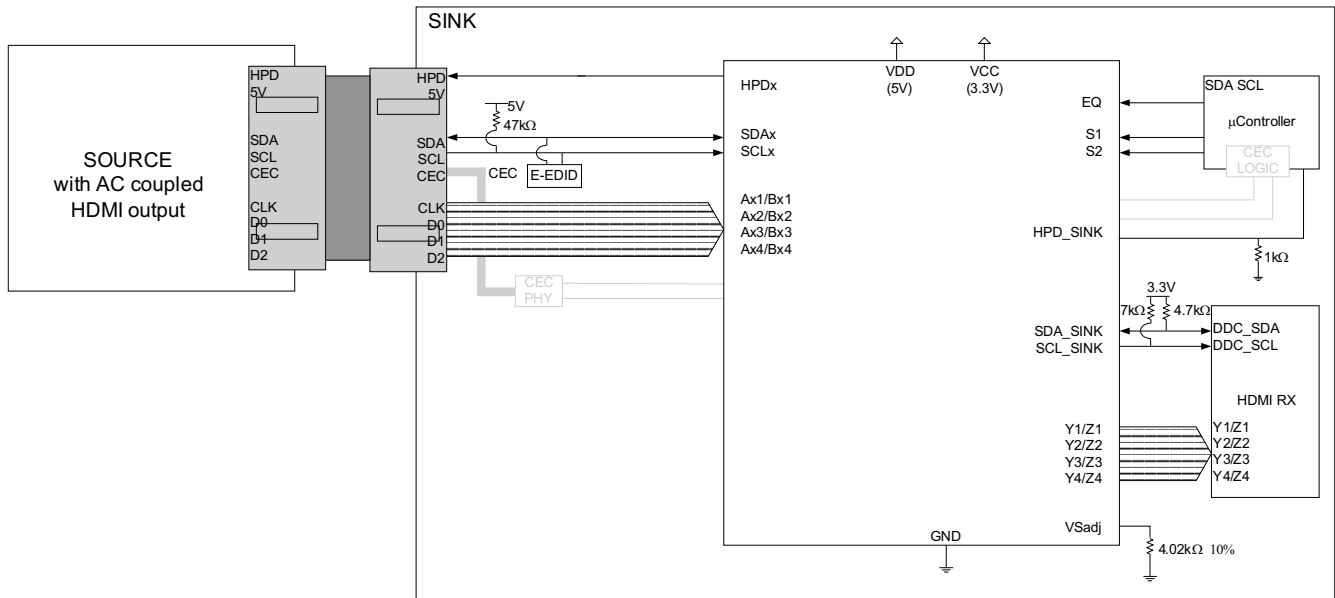 SINK
SOURCE
with AC coupled
HDMI output
HPD
5V
SDA
SCL
CEC
CLK
D0
D1
D2
HPD
5V
SDA
SCL
CEC
CLK
D0
D1
D2
5V
47kΩ
CEC
E-EDID
CEC
PHY
HPDx
SDAx
SCLx
Ax1/Bx1
Ax2/Bx2
Ax3/Bx3
Ax4/Bx4
VDD
(5V)
VCC
(3.3V)
EQ
S1
S2
HPD_SINK
SDA_SINK
SCL_SINK
Y1/Z1
Y2/Z2
Y3/Z3
Y4/Z4
VSadj
GND
SDA SCL
μController
CEC
LOGIC
1kΩ
3.3V
7kΩ 4.7kΩ
DDC_SDA
DDC_SCL
HDMI RX
Y1/Z1
Y2/Z2
Y3/Z3
Y4/Z4
4.02kΩ 10%